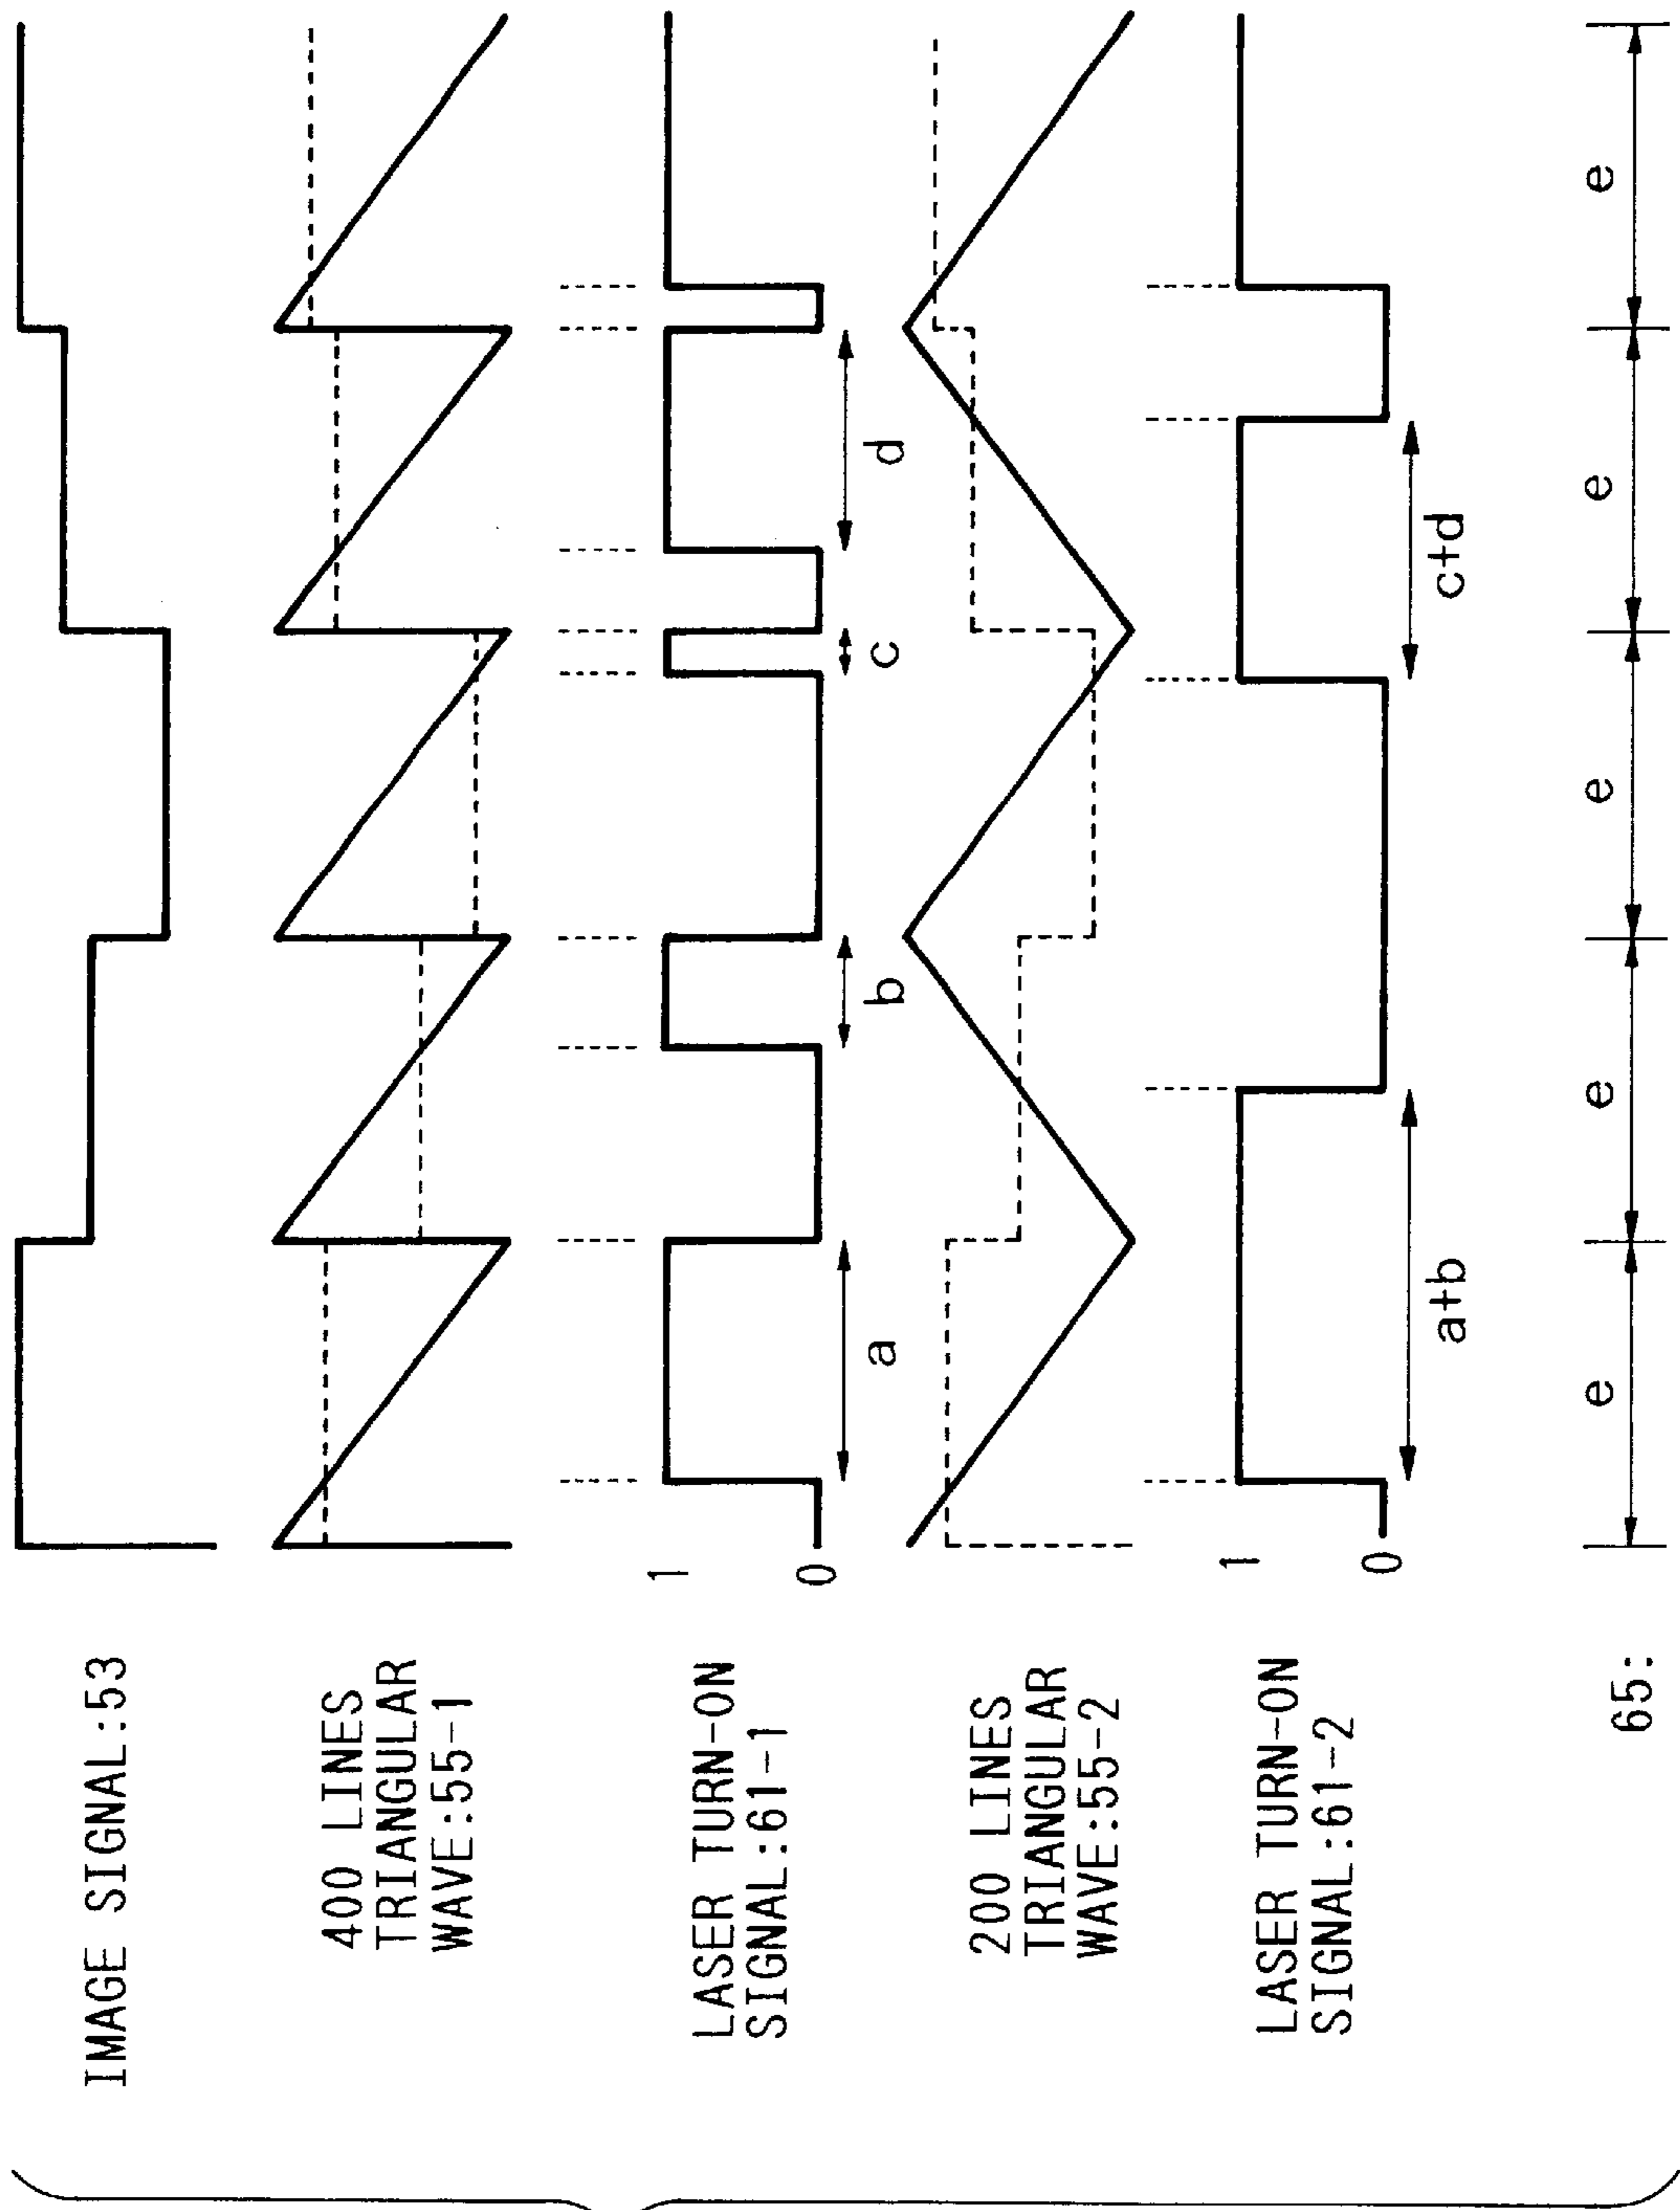 IMAGE SIGNAL:53
400 LINES
TRIANGULAR
WAVE:55-1
LASER TURN-ON
SIGNAL:61-1
1
0
a
b
c
d
200 LINES
TRIANGULAR
WAVE:55-2
LASER TURN-ON
SIGNAL:61-2
1
0
a+b
c+d
65:
e
e
e
e
e